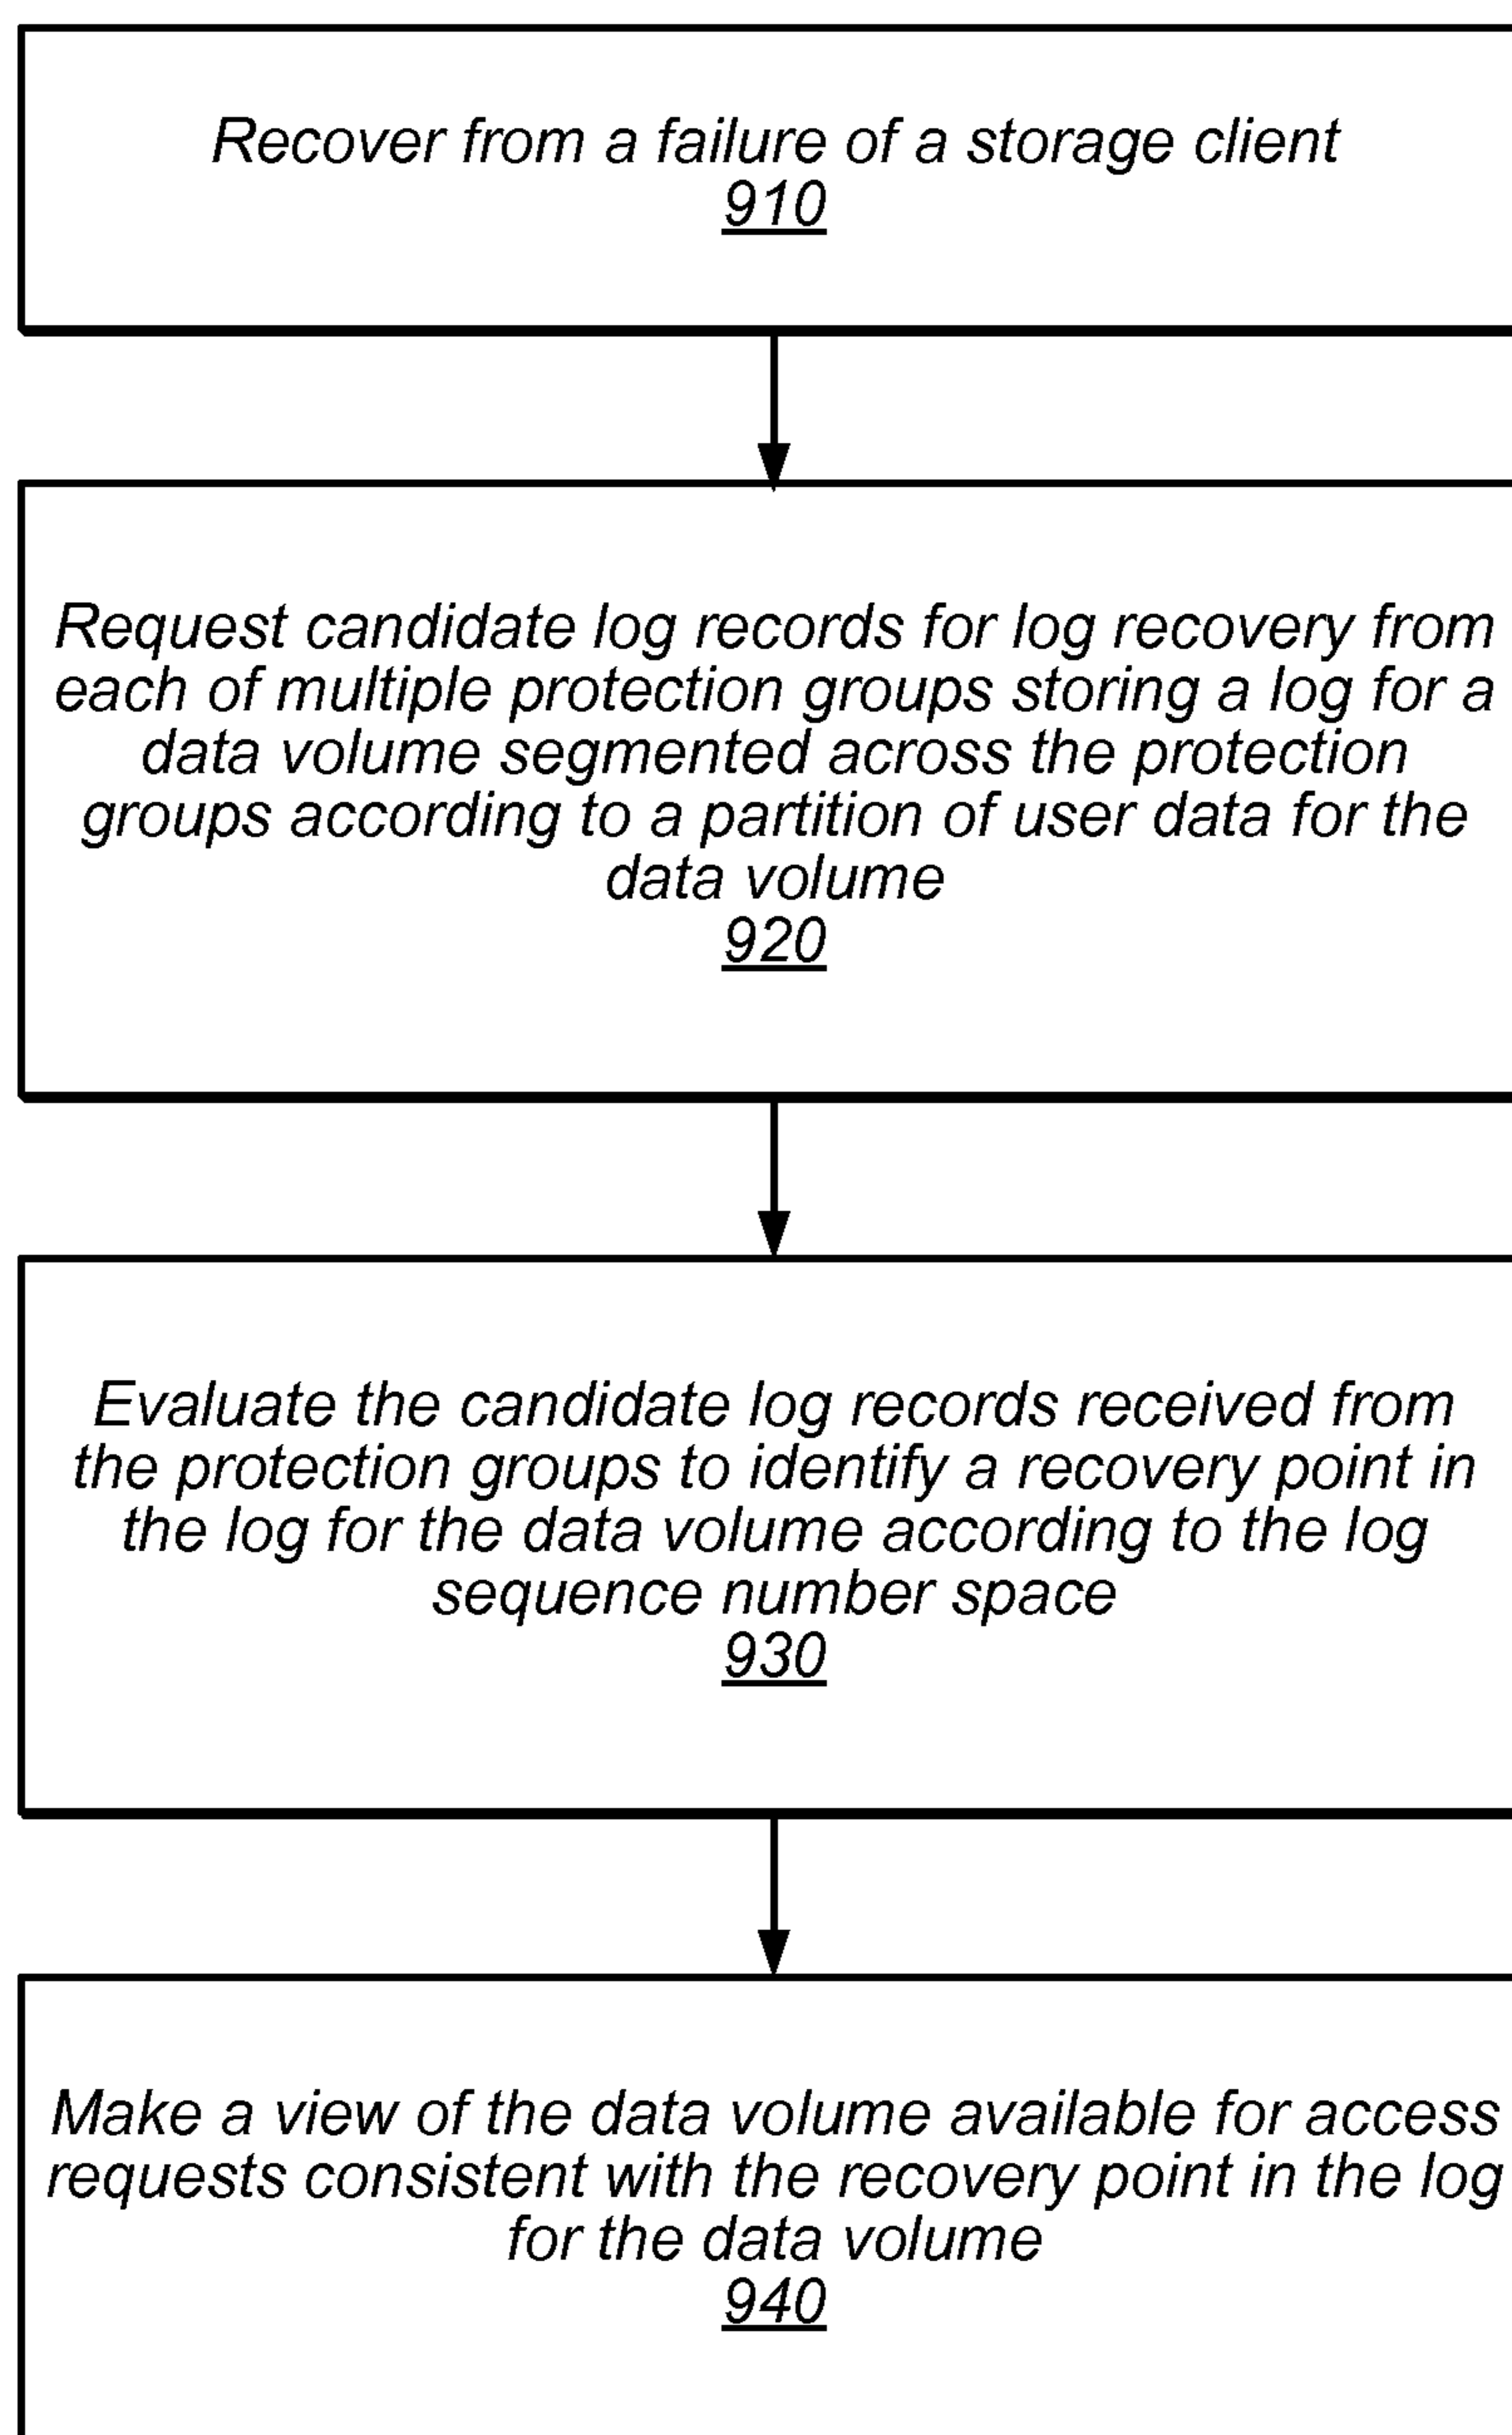 Recover from a failure of a storage client
910
Request candidate log records for log recovery from
each of multiple protection groups storing a log for a
data volume segmented across the protection
groups according to a partition of user data for the
data volume
920
Evaluate the candidate log records received from
the protection groups to identify a recovery point in
the log for the data volume according to the log
sequence number space
930
Make a view of the data volume available for access
requests consistent with the recovery point in the log
for the data volume
940